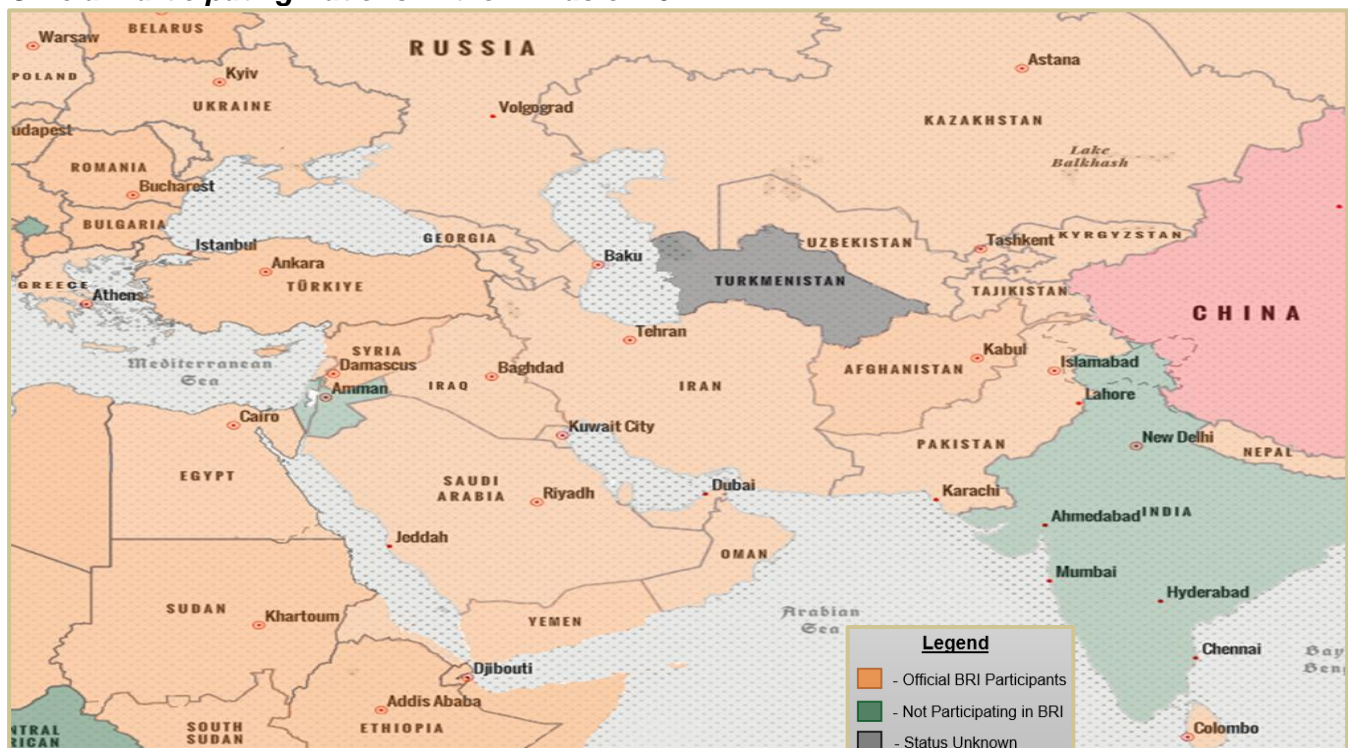 BELARUS
Warsaw
RUSSIA
POLAND
Kyiv
Astana
UKRAINE
Volgograd
KAZAKHSTAN
udapest
Lake
Balkhash
ROMANIA
Bucharest
BULGARIA
Istanbul
GEORGIA
UZBEKISTAN
Tashkent
KYRGYZSTAN
Baku
Ankara
TÜRKIYE
TURKMENISTAN
TAJIKISTAN
GREECE
Athens
CHINA
Tehran
Mediterranean
Sea
SYRIA
Damascus
Baghdad
Kabul
Islamabad
AFGHANISTAN
IRAQ
IRAN
Amman
Lahore
Cairo
Kuwait City
New Delhi
PAKISTAN
NEPAL
EGYPT
SAUDI
ARABIA
Riyadh
Dubai
Karachi
Ahmedabad
INDIA
Jeddah
OMAN
Mumbai
Hyderabad
SUDAN
Khartoum
YEMEN
Arabian
Sea
Chennai
Bay
Ben
Djibouti
Addis Ababa
ETHIOPIA
SOUTH
SUDAN
NTRAL
RICAN
Colombo
Legend
- Official BRI Participants
- Not Participating in BRI
- Status Unknown